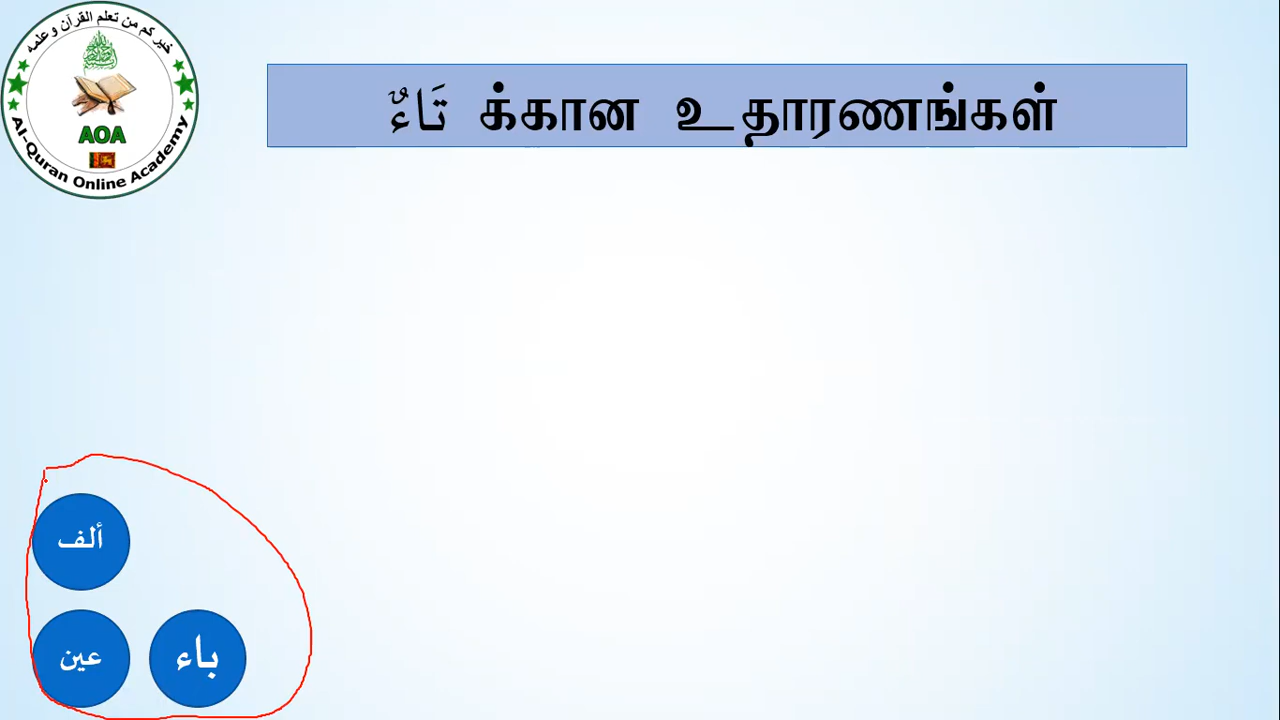 خيركم من تعلم القرآن و علمه
AOA
Al-Quran Online Academy
تَاءٌ க்கான உதாரணங்கள்
ألف
عين باء